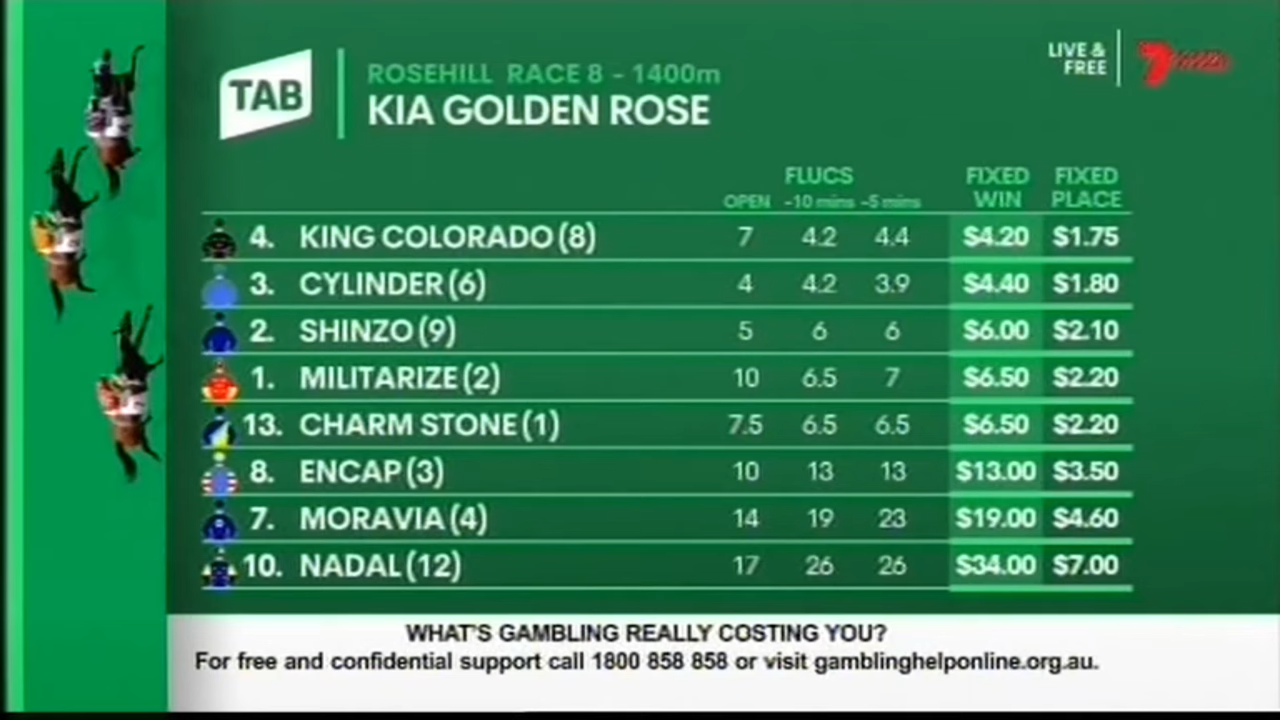 TAB
ROSEHILL RACE 8 - 1400m
KIA GOLDEN ROSE
LIVE &
FREE
7
FLUCS
OPEN -10 mins -5 mins
FIXED WIN
FIXED PLACE
4. KING COLORADO (8) 7 4.2 4.4 $4.20 $1.75
3. CYLINDER (6) 4 4.2 3.9 $4.40 $1.80
2. SHINZO (9) 5 6 6 $6.00 $2.10
1. MILITARIZE (2) 10 6.5 7 $6.50 $2.20
13. CHARM STONE (1) 7.5 6.5 6.5 $6.50 $2.20
8. ENCAP (3) 10 13 13 $13.00 $3.50
7. MORAVIA (4) 14 19 23 $19.00 $4.60
10. NADAL (12) 17 26 26 $34.00 $7.00
WHAT'S GAMBLING REALLY COSTING YOU?
For free and confidential support call 1800 858 858 or visit gamblinghelponline.org.au.